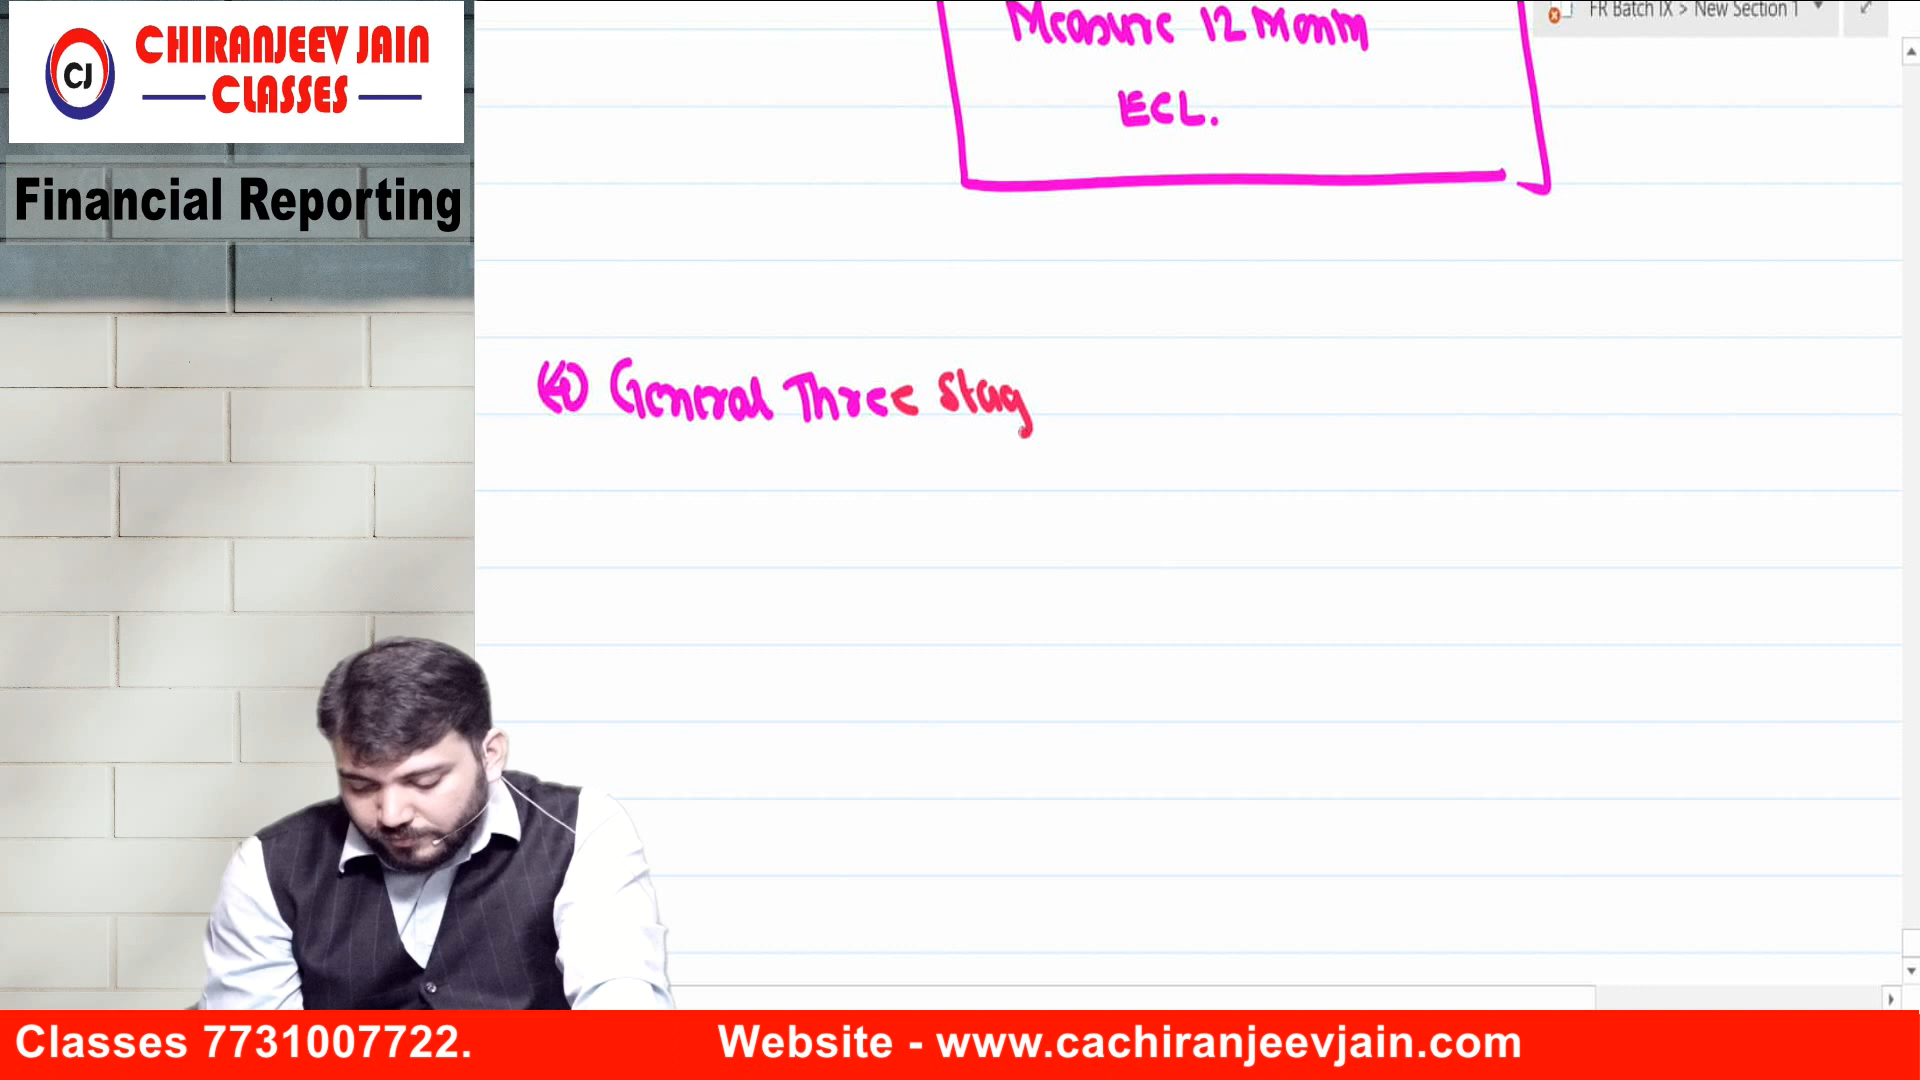 CHIRANJEEV JAIN
CLASSES
CJ
Financial Reporting
FR Batch IX > New Section 1
Measure 12 Month
ECL.
(4) General Three Stag
Classes 7731007722.
Website - www.cachiranjeevjain.com